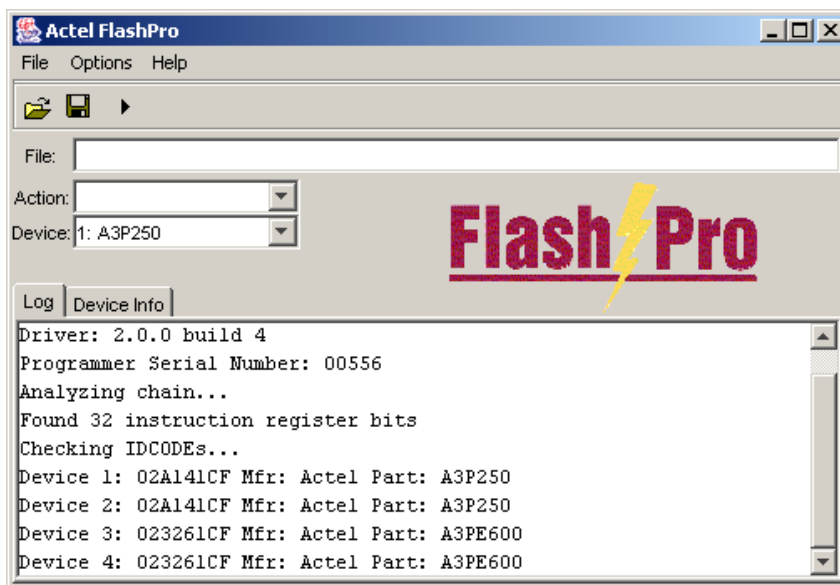 Actel FlashPro
File Options Help
File:
Action:
Device: 1: A3P250
Flash Pro
Log Device Info
Driver: 2.0.0 build 4
Programmer Serial Number: 00556
Analyzing chain...
Found 32 instruction register bits
Checking IDCODEs...
Device 1: 02A141CF Mfr: Actel Part: A3P250
Device 2: 02A141CF Mfr: Actel Part: A3P250
Device 3: 023261CF Mfr: Actel Part: A3PE600
Device 4: 023261CF Mfr: Actel Part: A3PE600